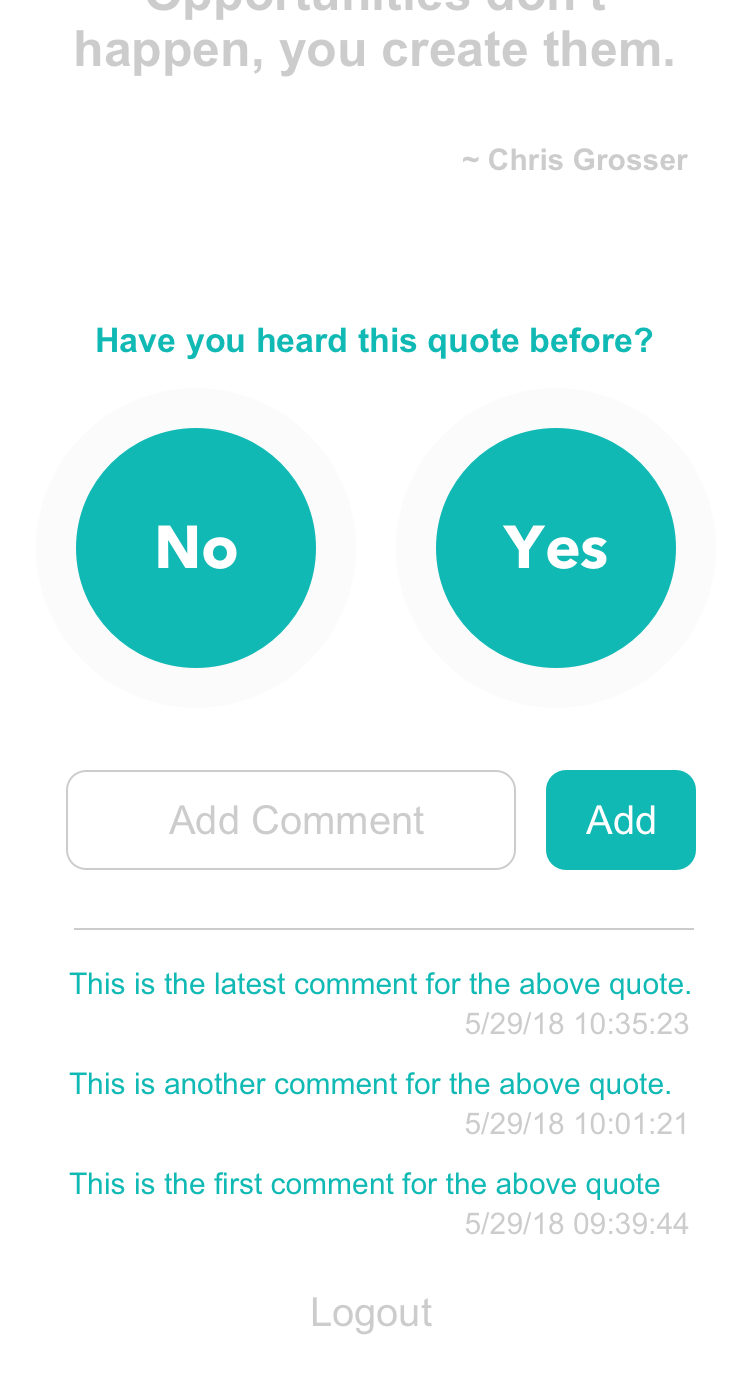 Opportunities don't
happen, you create them.
~ Chris Grosser
Have you heard this quote before?
No
Yes
Add Comment
Add
This is the latest comment for the above quote.
5/29/18 10:35:23
This is another comment for the above quote.
5/29/18 10:01:21
This is the first comment for the above quote
5/29/18 09:39:44
Logout